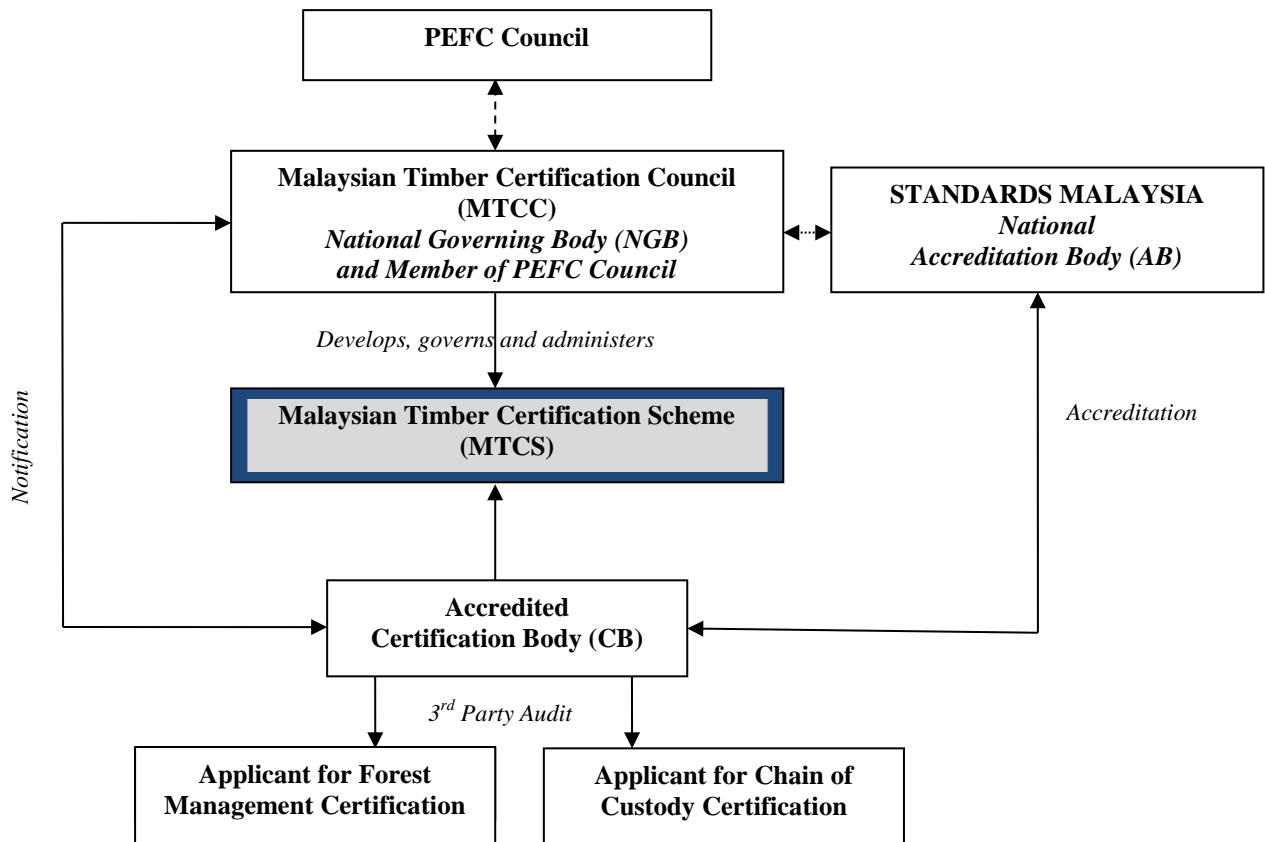 PEFC Council
Malaysian Timber Certification Council
(MTCC)
National Governing Body (NGB)
and Member of PEFC Council
STANDARDS MALAYSIA
National
Accreditation Body (AB)
Develops, governs and administers
Malaysian Timber Certification Scheme
(MTCS)
Notification
Accreditation
Accredited
Certification Body (CB)
3rd Party Audit
Applicant for Forest
Management Certification
Applicant for Chain of
Custody Certification